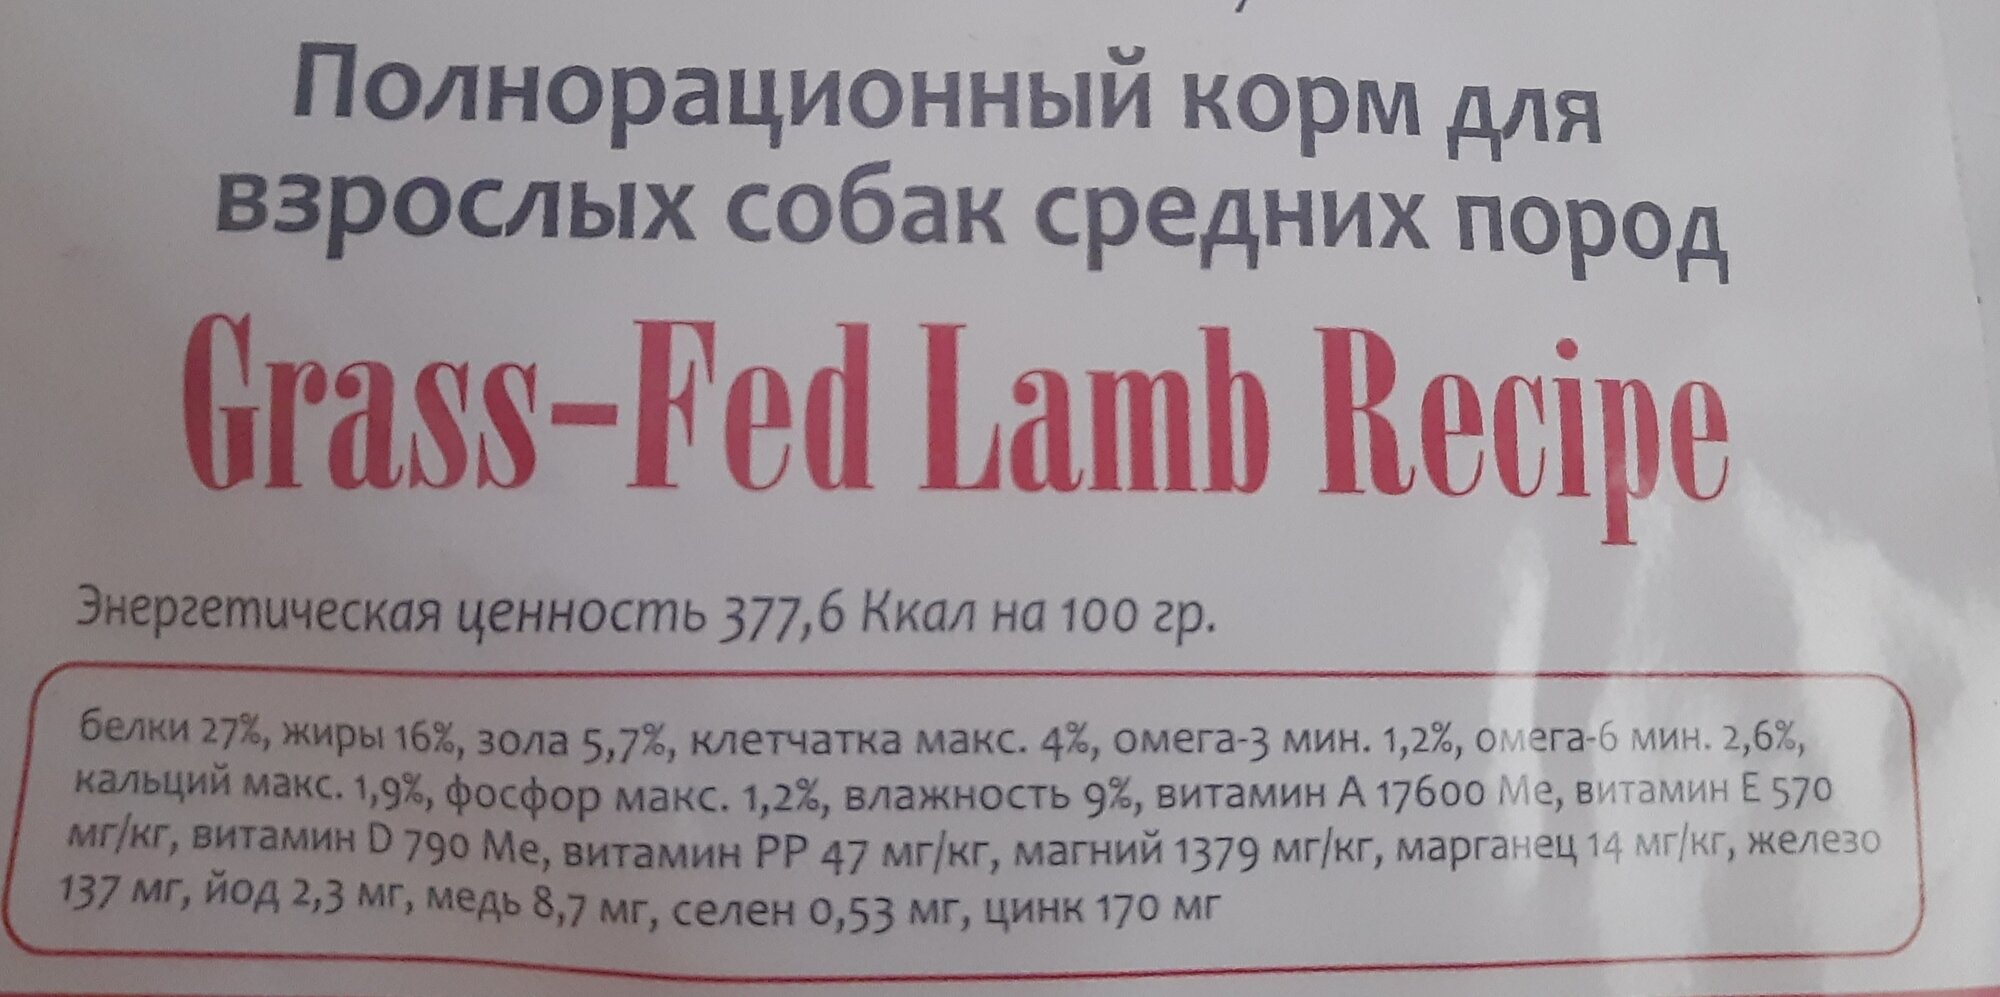 Полнорационный корм для
взрослых собак средних пород
Grass-Fed Lamb Recipe
Энергетическая ценность 377,6 Ккал на 100 гр.
белки 27%, жиры 16%, зола 5,7%, клетчатка макс. 4%, омега-3 мин. 1,2%, омега-6 мин. 2,6%,
кальций макс. 1,9%, фосфор макс. 1,2%, влажность 9%, витамин А 17600 Ме, витамин Е 570
мг/кг, витамин D 790 Ме, витамин РР 47 мг/кг, магний 1379 мг/кг, марганец 14 мг/кг, железо
137 мг, йод 2,3 мг, медь 8,7 мг, селен 0,53 мг, цинк 170 мг